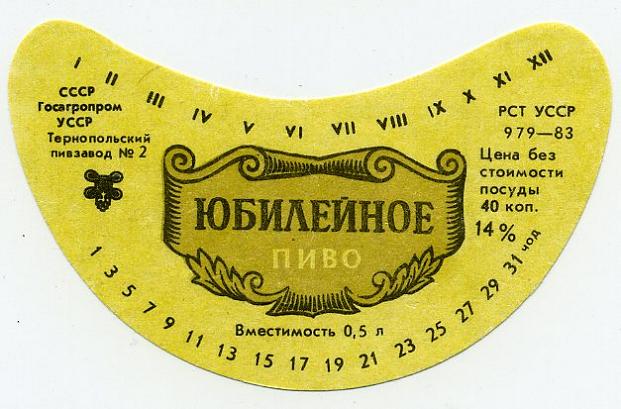 I II III IV V VI VII VIII IX X XI XII
СССР
Госагропром
УССР
Тернопольский
пивзавод № 2
ЮБИЛЕЙНОЕ
ПИВО
РСТ УССР
979—83
Цена без
стоимости
посуды
40 коп.
14%
Вместимость 0,5 л
1 3 5 7 9 11 13 15 17 19 21 23 25 27 29 31 чод